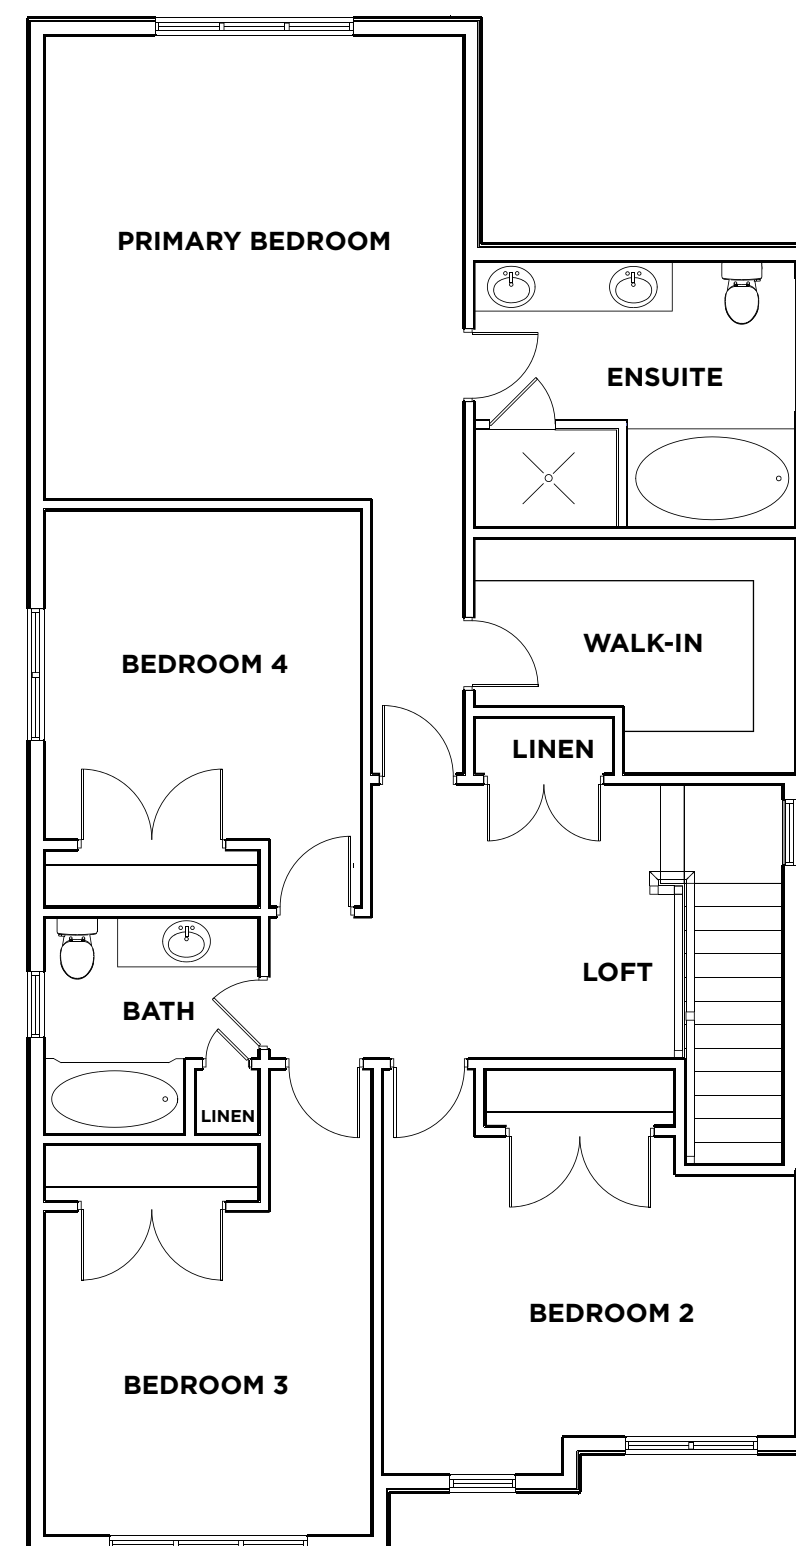 PRIMARY BEDROOM
ENSUITE
WALK-IN
BEDROOM 4
LINEN
LOFT
BATH
LINEN
BEDROOM 2
BEDROOM 3